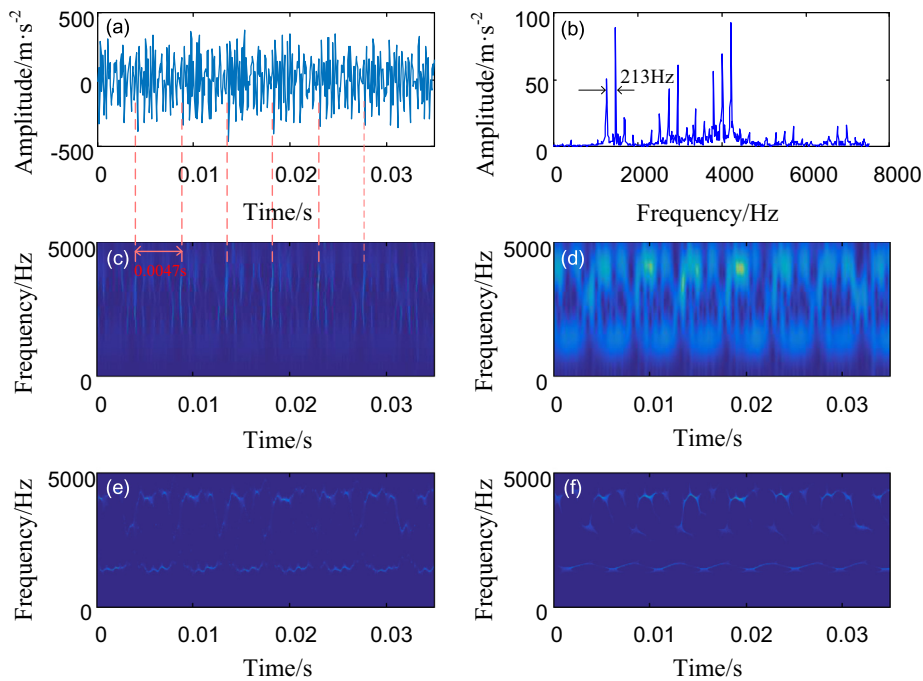 (a)
Amplitude/m·s-2
500
0
-500
0 0.01 0.02 0.03
Time/s
(b)
Amplitude/m·s-2
100
50
0
213Hz
0 2000 4000 6000 8000
Frequency/Hz
(c)
Frequency/Hz
5000
0
0.0047s
0 0.01 0.02 0.03
Time/s
(d)
Frequency/Hz
5000
0
0 0.01 0.02 0.03
Time/s
(e)
Frequency/Hz
5000
0
0 0.01 0.02 0.03
Time/s
(f)
Frequency/Hz
5000
0
0 0.01 0.02 0.03
Time/s